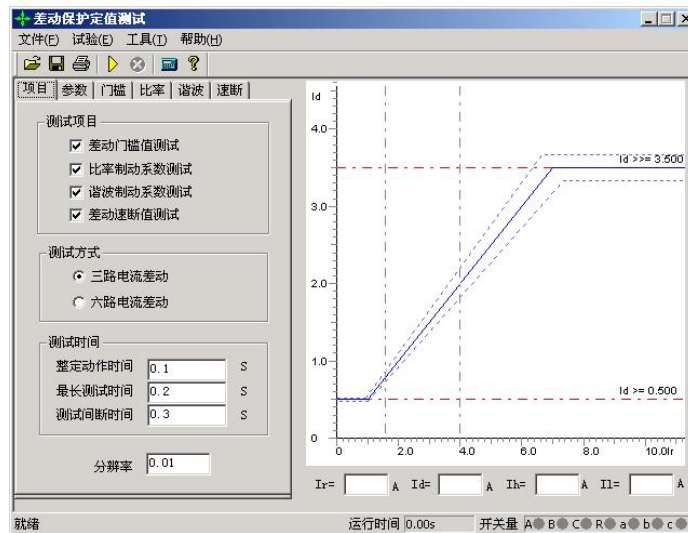 差动保护定值测试
文件(F) 试验(E) 工具(T) 帮助(H)
项目 参数 门槛 比率 谐波 速断
测试项目
差动门槛值测试
比率制动系数测试
谐波制动系数测试
差动速断值测试
测试方式
三路电流差动
六路电流差动
测试时间
整定动作时间 0.1 S
最长测试时间 0.2 S
测试间断时间 0.3 S
分辨率 0.01
Id
4.0
Id >>= 3.500
3.0
2.0
1.0
Id >= 0.500
0
0 2.0 4.0 6.0 8.0 10.0Ir
Ir= A Id= A Ih= A Il= A
就绪 运行时间 0.00s 开关量 A B C R a b c